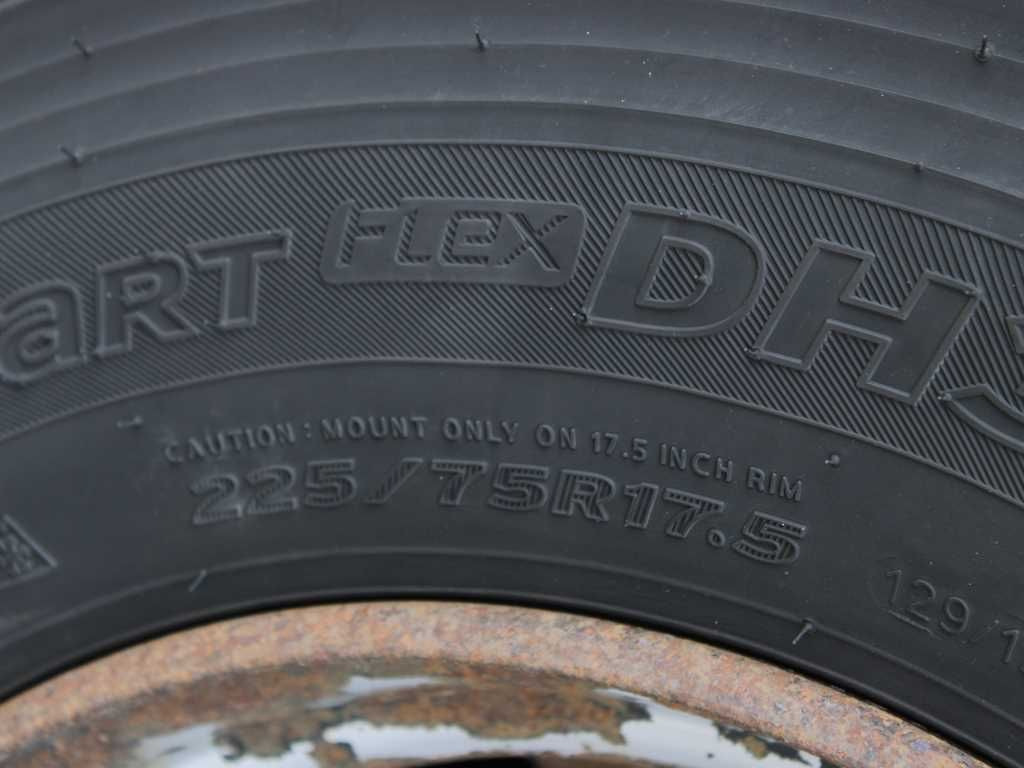 aRT FLEX DH
CAUTION : MOUNT ONLY ON 17.5 INCH RIM
225/75R17.5
129/1